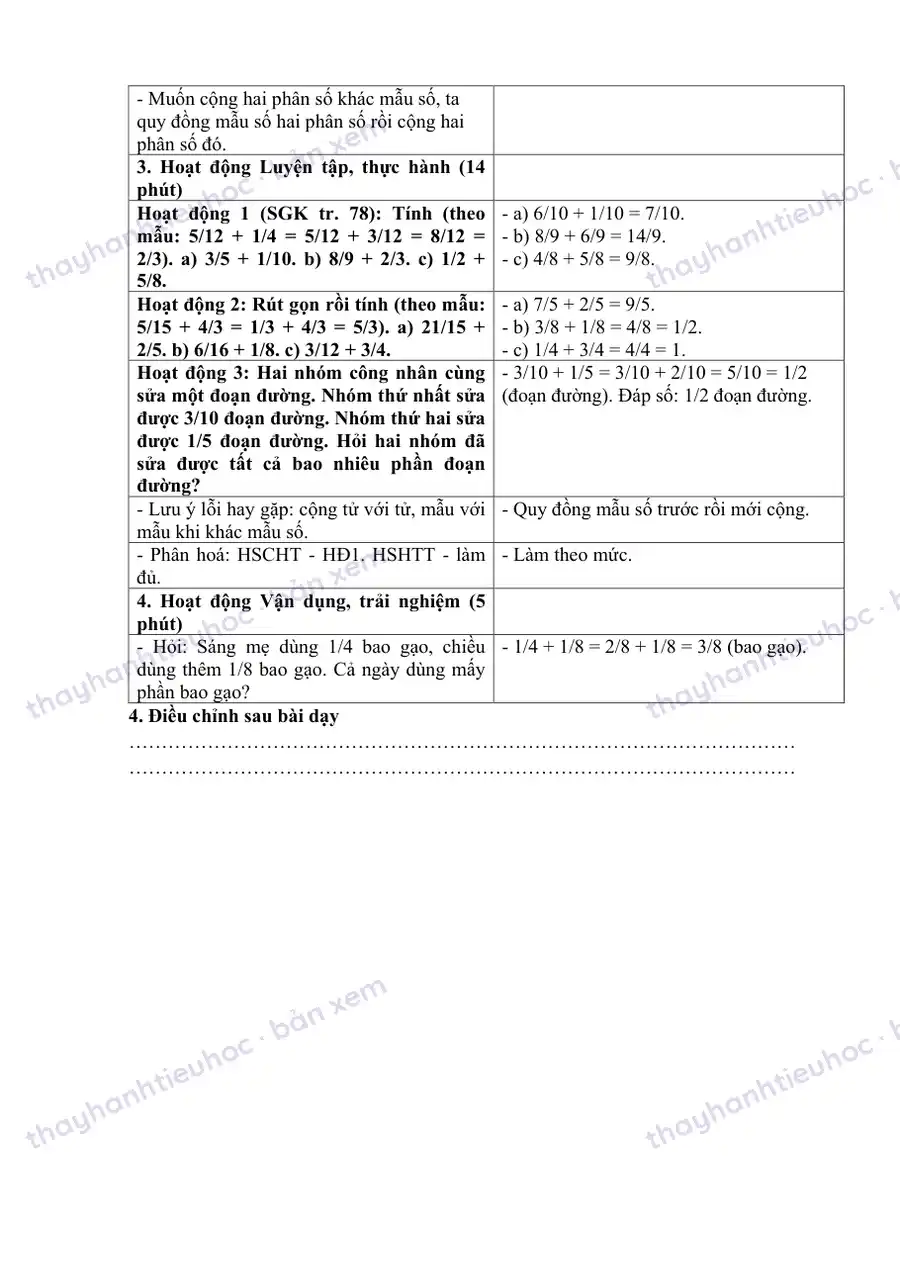 - Muốn cộng hai phân số khác mẫu số, ta
quy đồng mẫu số hai phân số rồi cộng hai
phân số đó.
3. Hoạt động Luyện tập, thực hành (14
phút)
Hoạt động 1 (SGK tr. 78): Tính (theo
mẫu: 5/12 + 1/4 = 5/12 + 3/12 = 8/12 =
2/3). a) 3/5 + 1/10. b) 8/9 + 2/3. c) 1/2 +
5/8.
- a) 6/10 + 1/10 = 7/10.
- b) 8/9 + 6/9 = 14/9.
- c) 4/8 + 5/8 = 9/8.
Hoạt động 2: Rút gọn rồi tính (theo mẫu:
5/15 + 4/3 = 1/3 + 4/3 = 5/3). a) 21/15 +
2/5. b) 6/16 + 1/8. c) 3/12 + 3/4.
- a) 7/5 + 2/5 = 9/5.
- b) 3/8 + 1/8 = 4/8 = 1/2.
- c) 1/4 + 3/4 = 4/4 = 1.
Hoạt động 3: Hai nhóm công nhân cùng
sửa một đoạn đường. Nhóm thứ nhất sửa
được 3/10 đoạn đường. Nhóm thứ hai sửa
được 1/5 đoạn đường. Hỏi hai nhóm đã
sửa được tất cả bao nhiêu phần đoạn
đường?
- 3/10 + 1/5 = 3/10 + 2/10 = 5/10 = 1/2
(đoạn đường). Đáp số: 1/2 đoạn đường.
- Lưu ý lỗi hay gặp: cộng tử với tử, mẫu với
mẫu khi khác mẫu số.
- Quy đồng mẫu số trước rồi mới cộng.
- Phân hoá: HSCHT - HĐ1. HSHTT - làm
đủ.
- Làm theo mức.
4. Hoạt động Vận dụng, trải nghiệm (5
phút)
- Hỏi: Sáng mẹ dùng 1/4 bao gạo, chiều
dùng thêm 1/8 bao gạo. Cả ngày dùng mấy
phần bao gạo?
- 1/4 + 1/8 = 2/8 + 1/8 = 3/8 (bao gạo).
4. Điều chỉnh sau bài dạy
……………………………………………………………………………………
……………………………………………………………………………………
thayhanhtieuhoc · bản xem
thayhanhtieuhoc · b
thayhanhtieuhoc · bản xem
thayhanhtieuhoc · b
thayhanhtieuhoc · bản xem
thayhanhtieuhoc · b